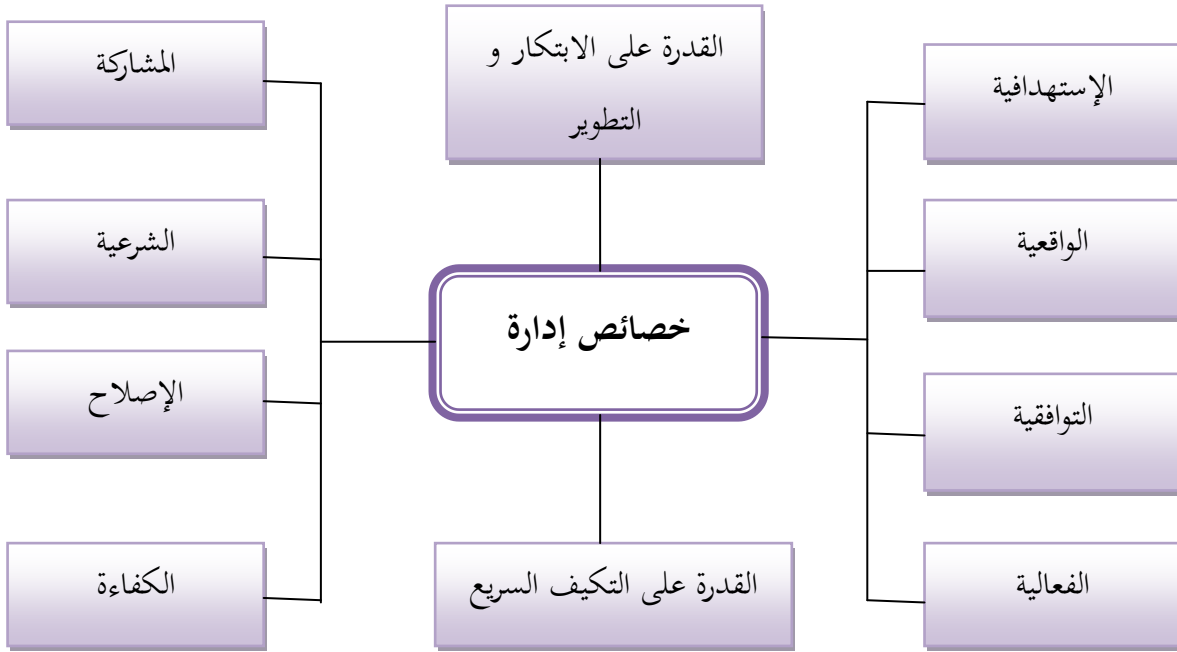 القدرة على الابتكار و
التطوير
الإستهدافية
الواقعية
التوافقية
الفعالية
خصائص إدارة
المشاركة
الشرعية
الإصلاح
الكفاءة
القدرة على التكيف السريع